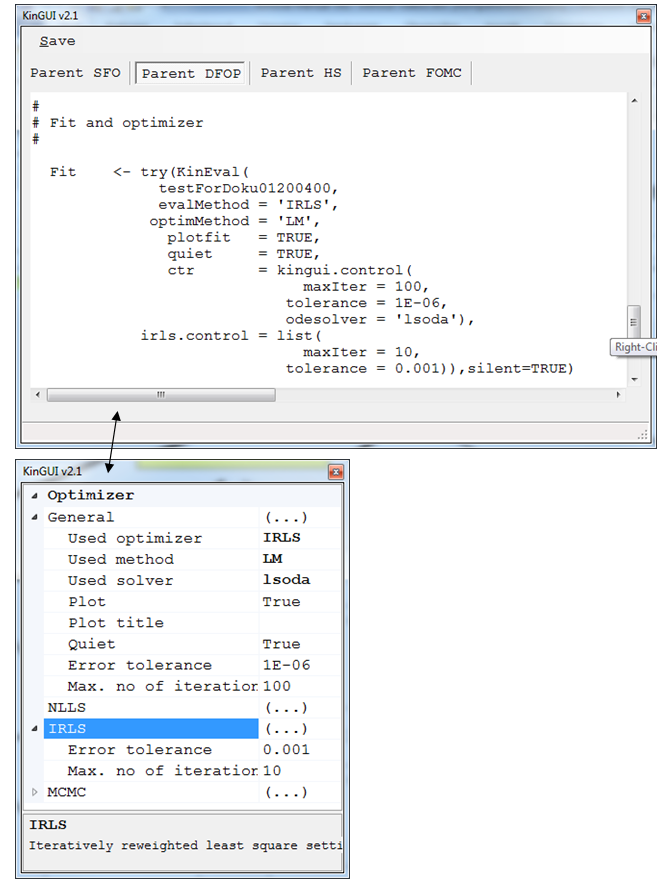 KinGUI v2.1
Save
Parent SFO Parent DFOP Parent HS Parent FOMC
#
# Fit and optimizer
#
Fit <- try(KinEval(
testForDoku01200400,
evalMethod = 'IRLS',
optimMethod = 'LM',
plotfit = TRUE,
quiet = TRUE,
ctr = kingui.control(
maxIter = 100,
tolerance = 1E-06,
odesolver = 'lsoda'),
irls.control = list(
maxIter = 10,
tolerance = 0.001)),silent=TRUE)
Right-Cli
KinGUI v2.1
Optimizer
General (...)
Used optimizer IRLS
Used method LM
Used solver lsoda
Plot True
Plot title
Quiet True
Error tolerance 1E-06
Max. no of iteration 100
NLLS (...)
IRLS (...)
Error tolerance 0.001
Max. no of iteration 10
MCMC (...)
IRLS
Iteratively reweighted least square setti